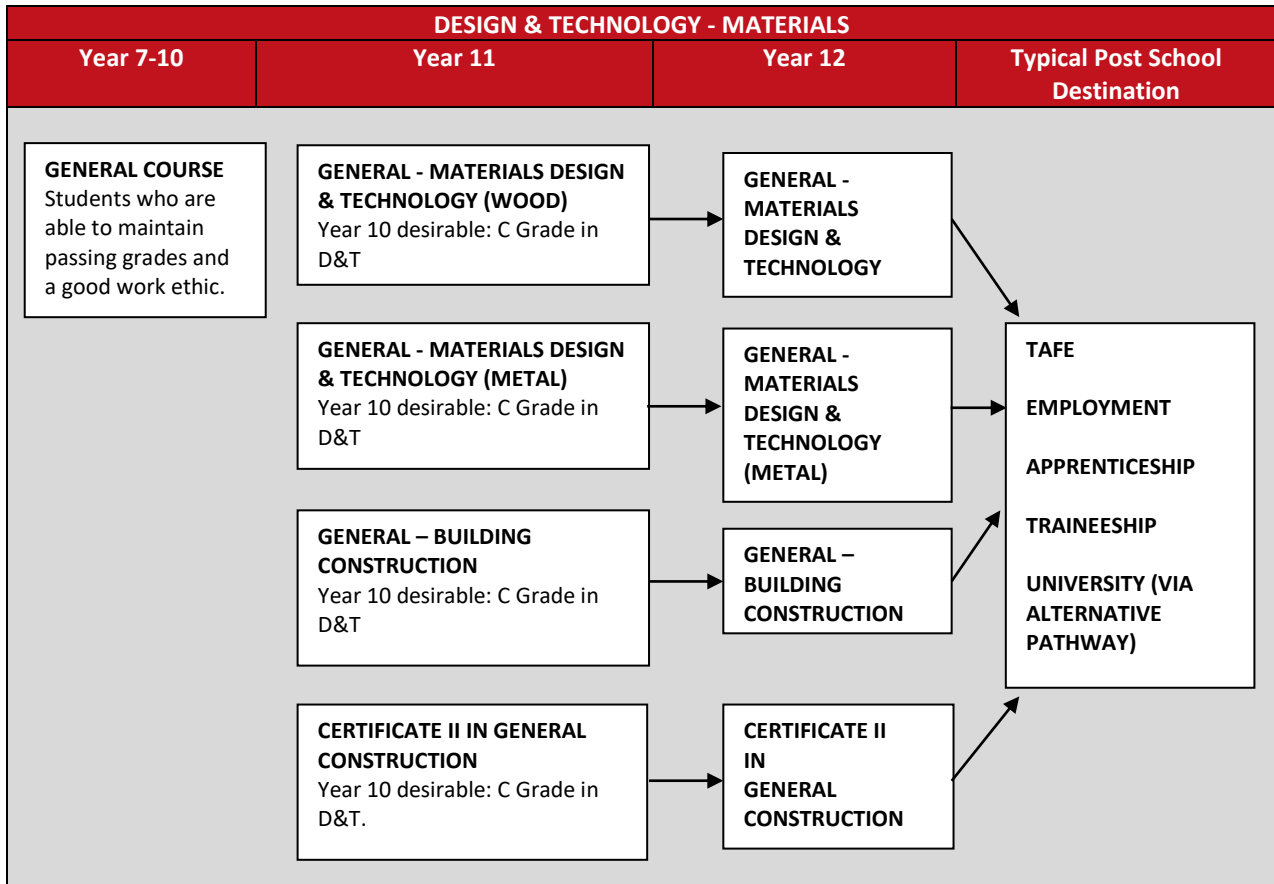 DESIGN & TECHNOLOGY - MATERIALS
Year 7-10
Year 11
Year 12
Typical Post School
Destination
GENERAL COURSE
Students who are
able to maintain
passing grades and
a good work ethic.
GENERAL - MATERIALS DESIGN
& TECHNOLOGY (WOOD)
Year 10 desirable: C Grade in
D&T
GENERAL -
MATERIALS
DESIGN &
TECHNOLOGY
GENERAL - MATERIALS DESIGN
& TECHNOLOGY (METAL)
Year 10 desirable: C Grade in
D&T
GENERAL -
MATERIALS
DESIGN &
TECHNOLOGY
(METAL)
GENERAL – BUILDING
CONSTRUCTION
Year 10 desirable: C Grade in
D&T
GENERAL –
BUILDING
CONSTRUCTION
CERTIFICATE II IN GENERAL
CONSTRUCTION
Year 10 desirable: C Grade in
D&T.
CERTIFICATE II
IN
GENERAL
CONSTRUCTION
TAFE
EMPLOYMENT
APPRENTICESHIP
TRAINEESHIP
UNIVERSITY (VIA
ALTERNATIVE
PATHWAY)